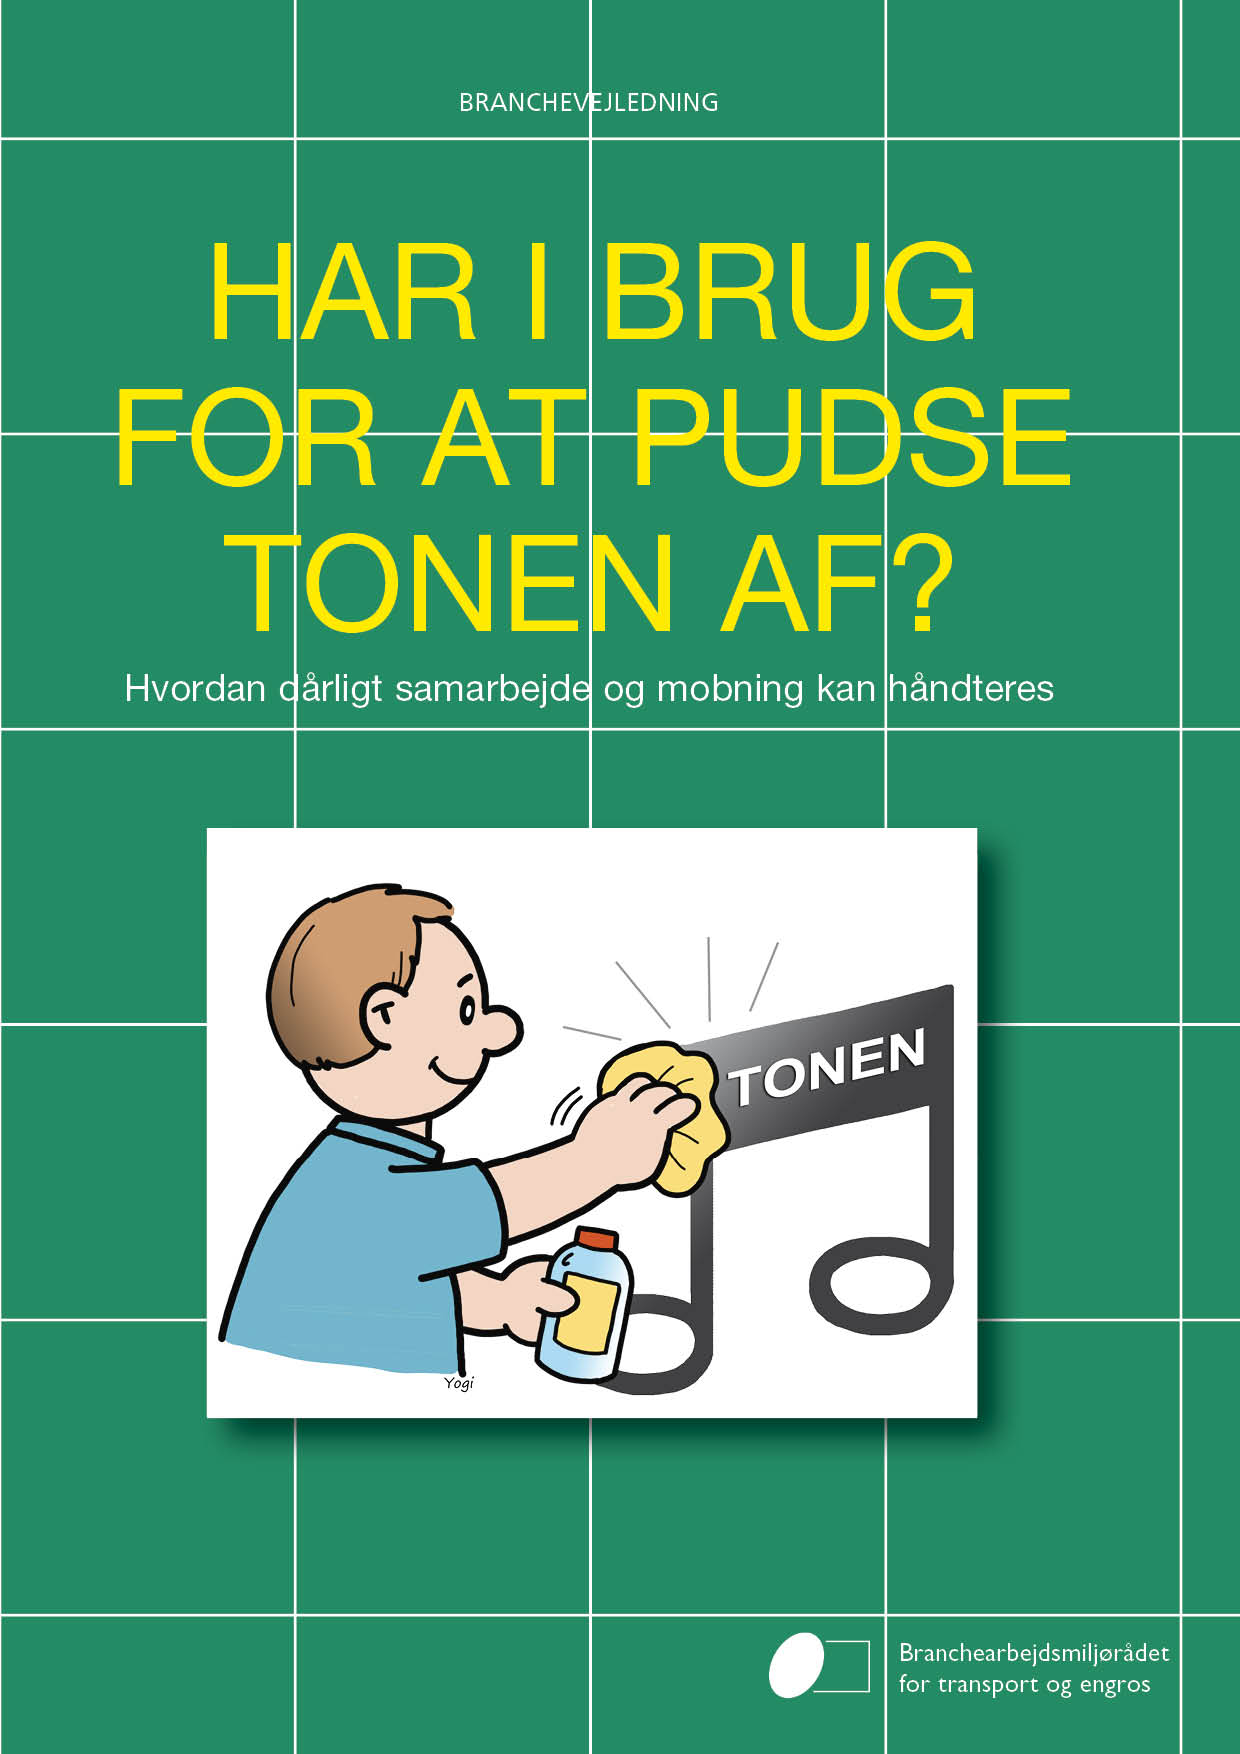 BRANCHEVEJLEDNING
HAR I BRUG
FOR AT PUDSE
TONEN AF?
Hvordan dårligt samarbejde og mobning kan håndteres
TONEN
Yogi
Branchearbejdsmiljørådet
for transport og engros